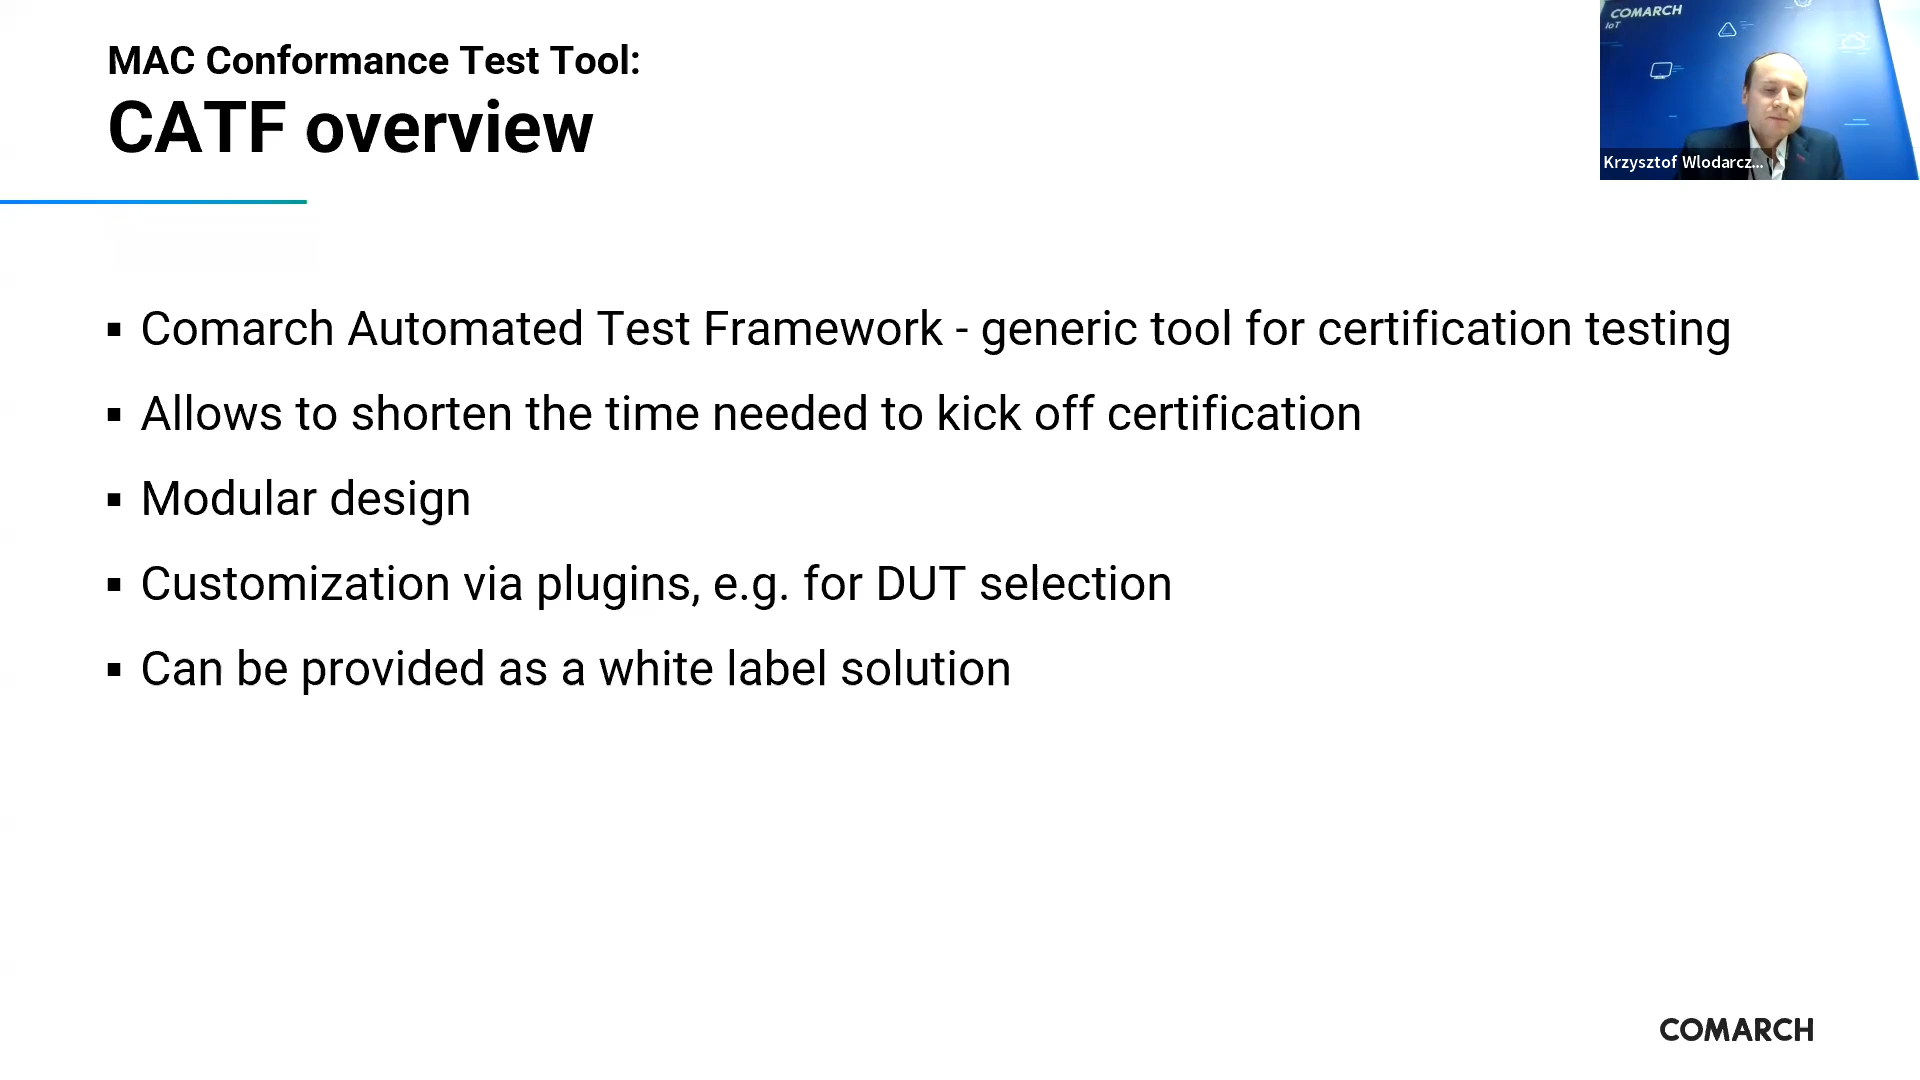 MAC Conformance Test Tool:
CATF overview
COMARCH
IoT
Krzysztof Wlodarcz...
▪ Comarch Automated Test Framework - generic tool for certification testing
▪ Allows to shorten the time needed to kick off certification
▪ Modular design
▪ Customization via plugins, e.g. for DUT selection
▪ Can be provided as a white label solution
COMARCH